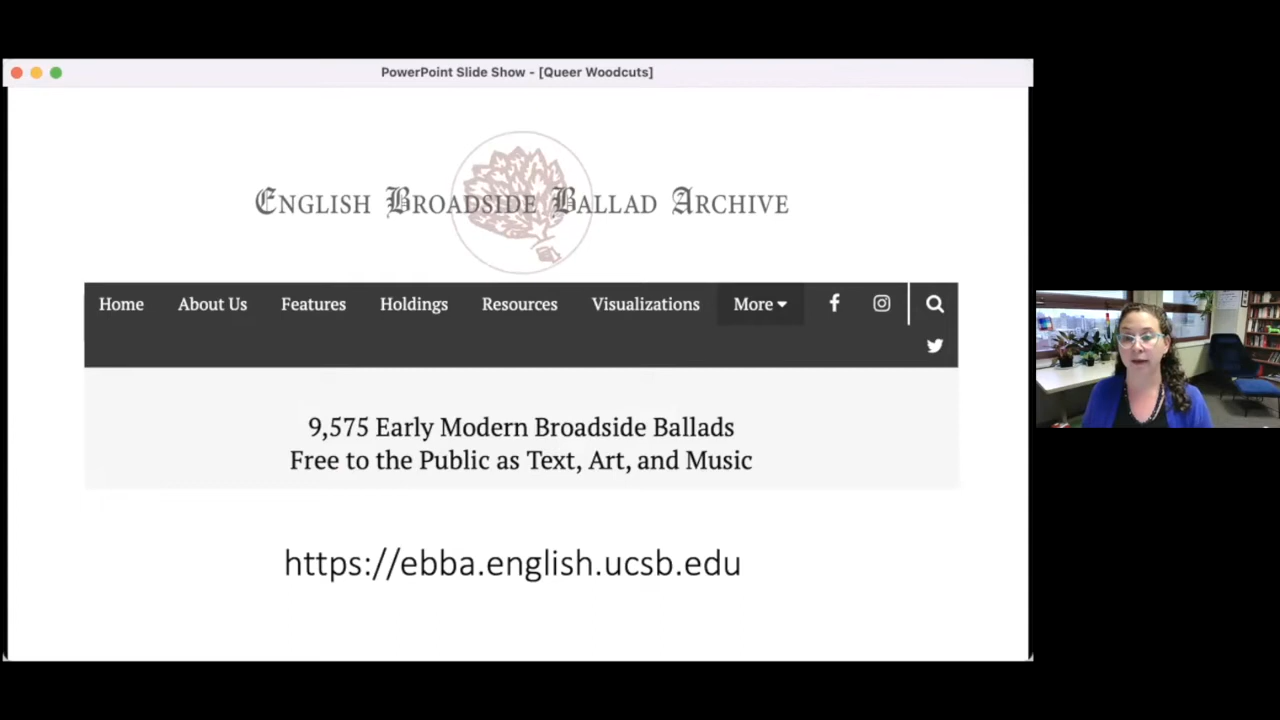 PowerPoint Slide Show - [Queer Woodcuts]
English Broadside Ballad Archive
Home About Us Features Holdings Resources Visualizations More
9,575 Early Modern Broadside Ballads
Free to the Public as Text, Art, and Music
https://ebba.english.ucsb.edu